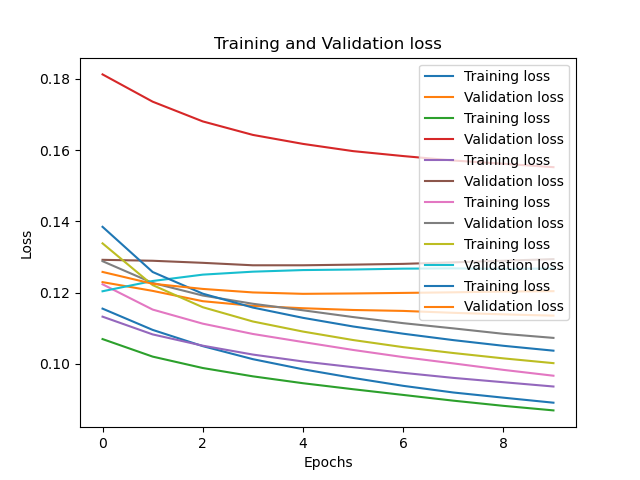 Training and Validation loss
Loss
0.18
0.16
0.14
0.12
0.10
Training loss
Validation loss
Training loss
Validation loss
Training loss
Validation loss
Training loss
Validation loss
Training loss
Validation loss
Training loss
Validation loss
0 2 4 6 8
Epochs